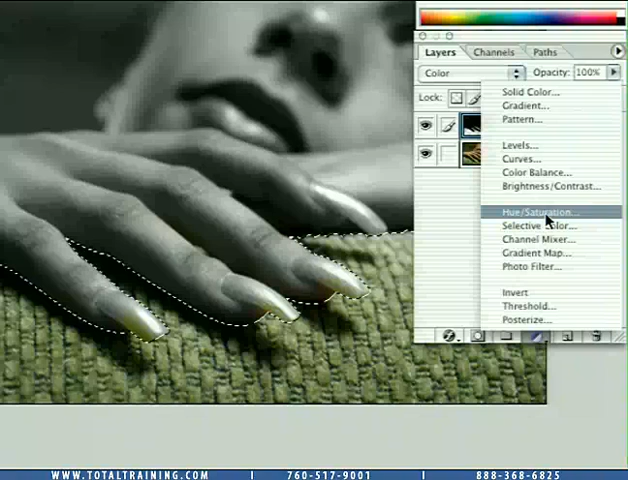 Layers Channels Paths
Color Opacity: 100%
Lock:
Solid Color...
Gradient...
Pattern...
Levels...
Curves...
Color Balance...
Brightness/Contrast...
Hue/Saturation...
Selective Color...
Channel Mixer...
Gradient Map...
Photo Filter...
Invert
Threshold...
Posterize...
WWW.TOTALTRAINING.COM | 760-517-9001 | 888-368-6825